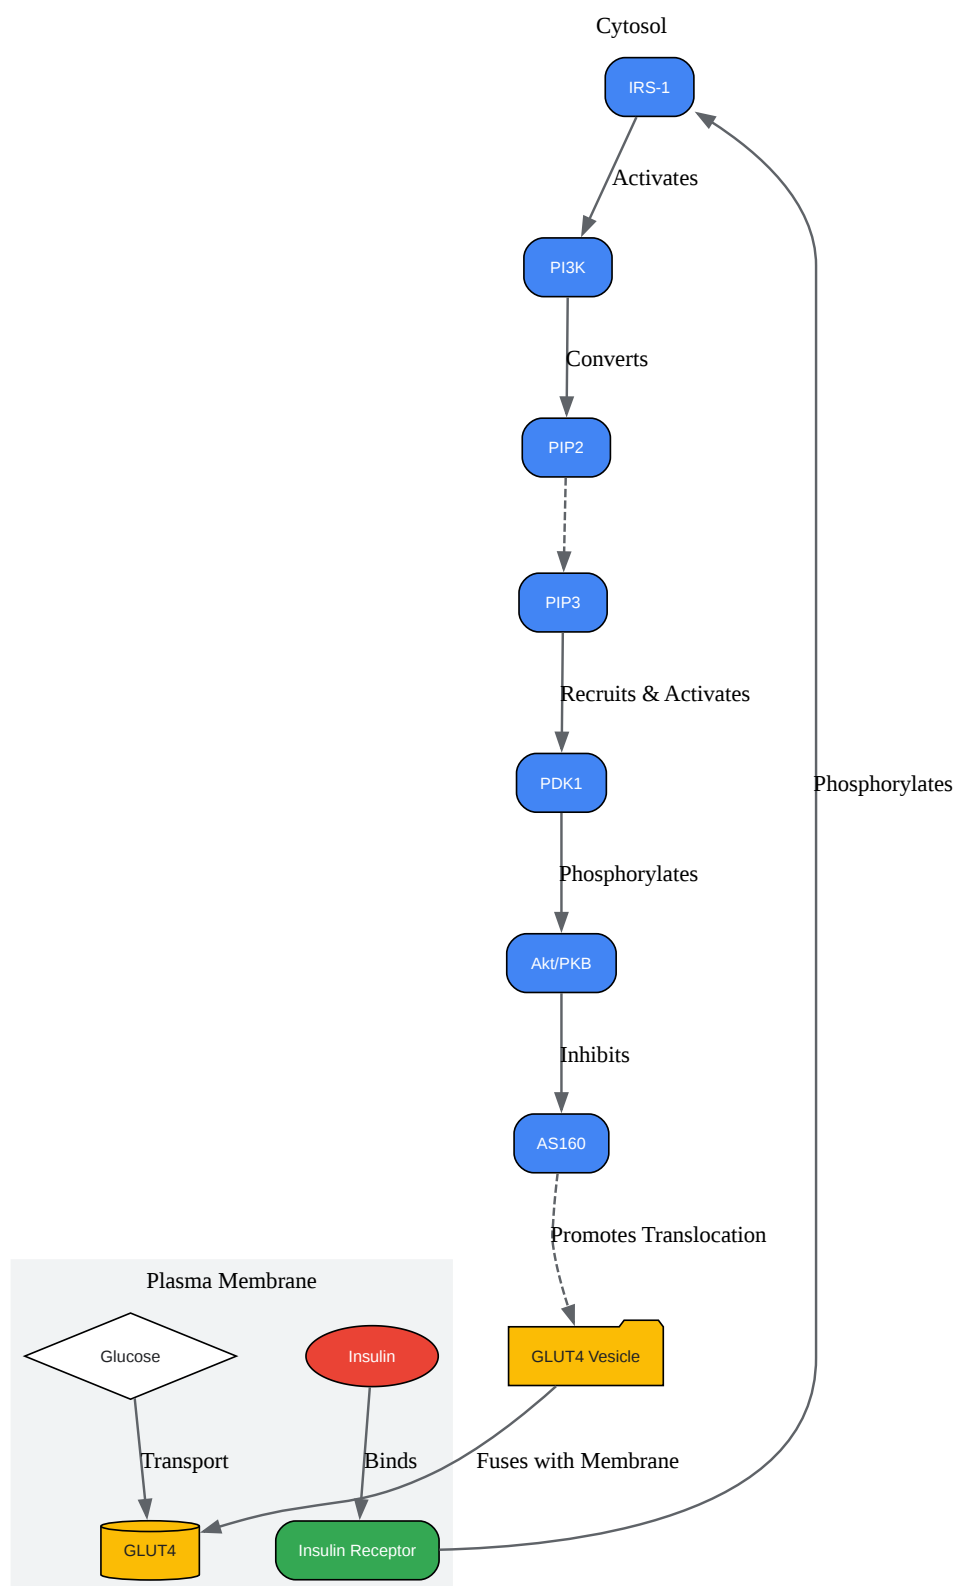 Cytosol
IRS-1
Activates
PI3K
Converts
PIP2
PIP3
Recruits & Activates
PDK1
Phosphorylates
Phosphorylates
Akt/PKB
Inhibits
AS160
Promotes Translocation
Plasma Membrane
Glucose
Insulin
GLUT4 Vesicle
Transport
Binds
Fuses with Membrane
GLUT4
Insulin Receptor